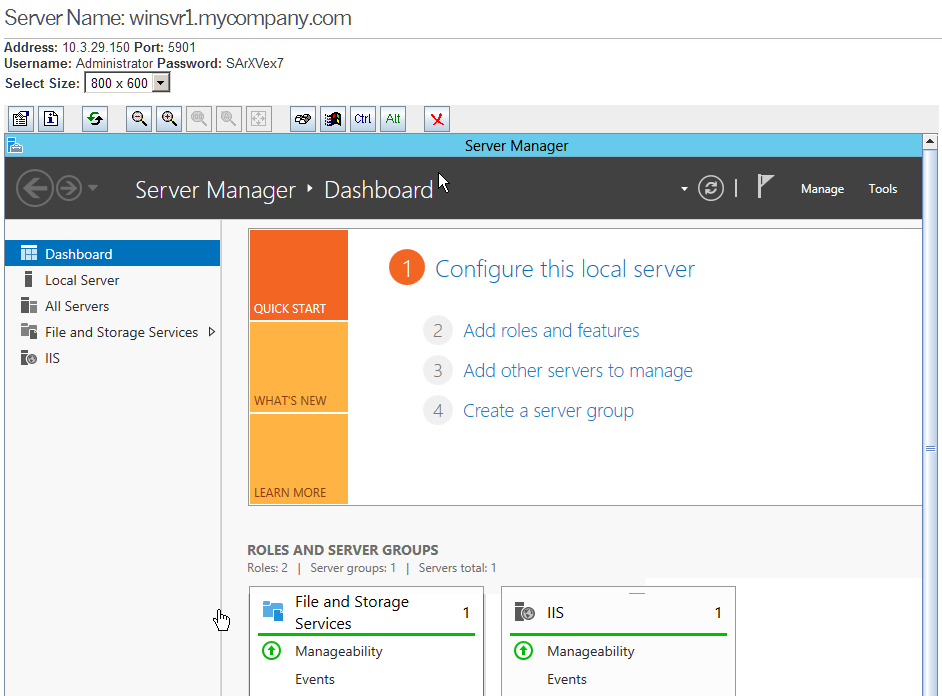 Server Name: winsvr1.mycompany.com
Address: 10.3.29.150 Port: 5901
Username: Administrator Password: SArXVex7
Select Size: 800 x 600
Ctrl Alt
Server Manager
Server Manager Dashboard
Manage Tools
Dashboard
Local Server
All Servers
File and Storage Services
IIS
QUICK START
WHAT'S NEW
LEARN MORE
1 Configure this local server
2 Add roles and features
3 Add other servers to manage
4 Create a server group
ROLES AND SERVER GROUPS
Roles: 2 | Server groups: 1 | Servers total: 1
File and Storage
Services 1
Manageability
Events
IIS 1
Manageability
Events